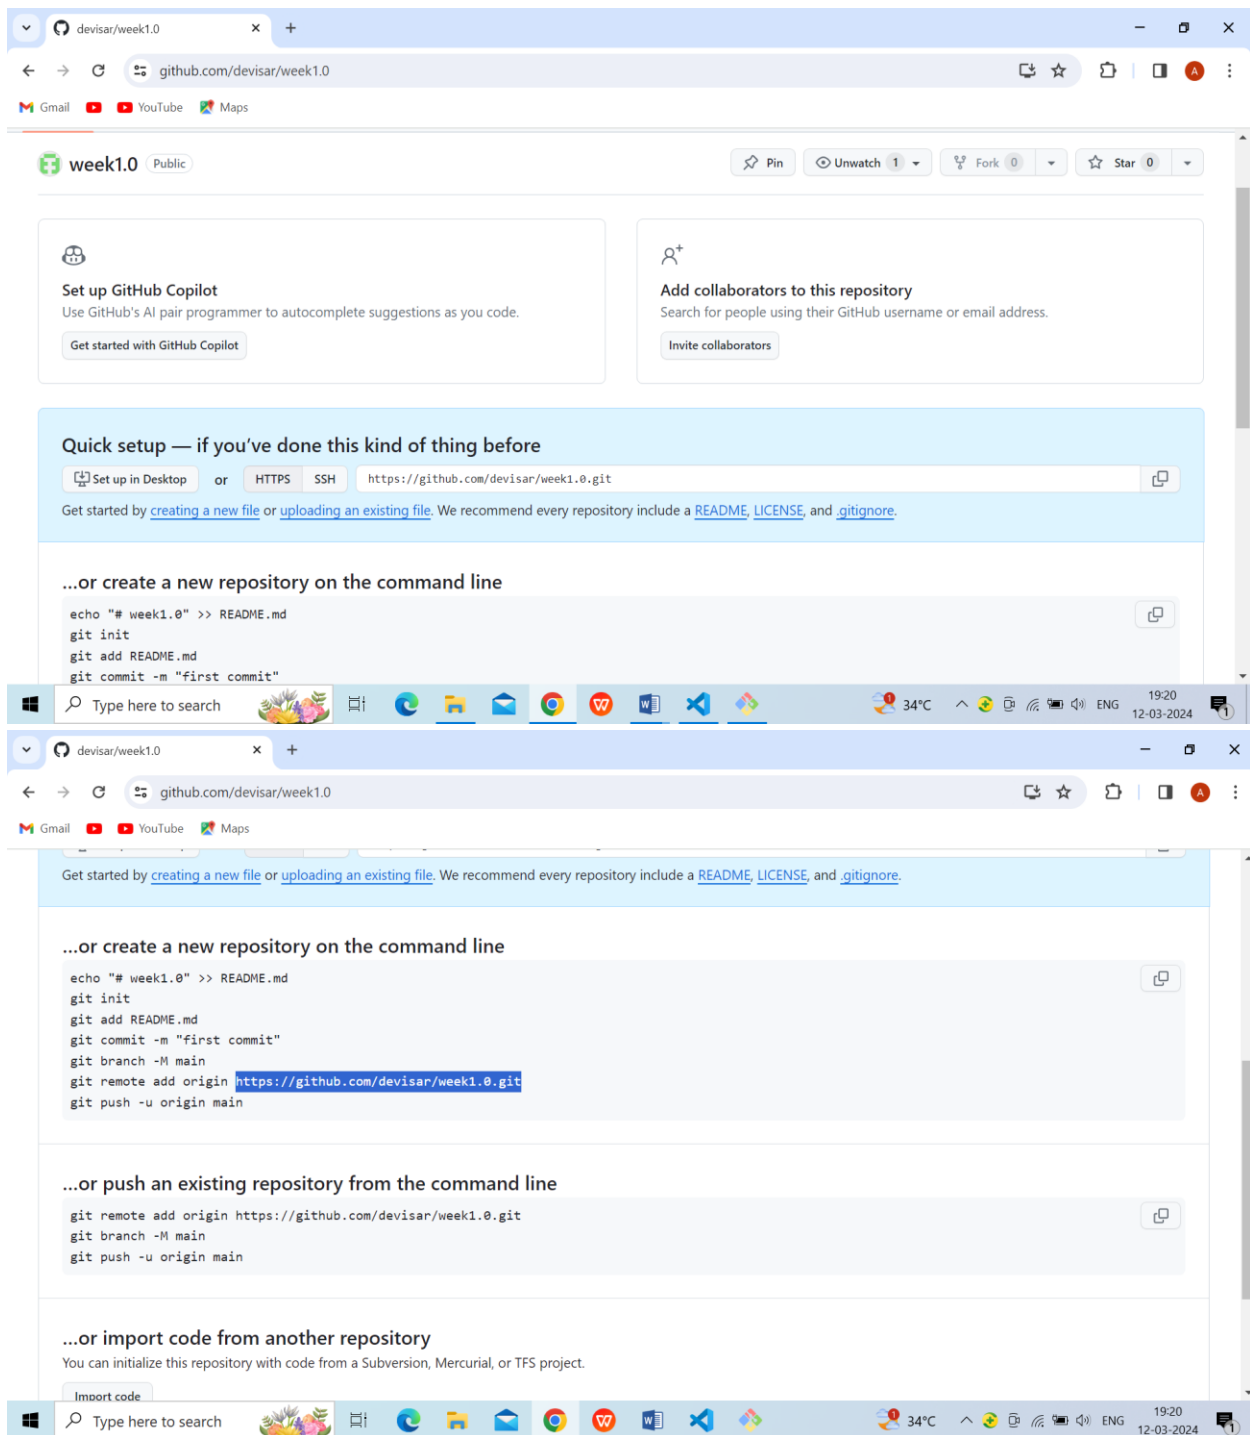 devisar/week1.0
github.com/devisar/week1.0
Gmail YouTube Maps
week1.0 Public
Pin Unwatch 1 Fork 0 Star 0
Set up GitHub Copilot
Use GitHub's AI pair programmer to autocomplete suggestions as you code.
Get started with GitHub Copilot
Add collaborators to this repository
Search for people using their GitHub username or email address.
Invite collaborators
Quick setup — if you've done this kind of thing before
Set up in Desktop or HTTPS SSH https://github.com/devisar/week1.0.git
Get started by creating a new file or uploading an existing file. We recommend every repository include a README, LICENSE, and .gitignore.
...or create a new repository on the command line
echo "# week1.0" >> README.md
git init
git add README.md
git commit -m "first commit"
Type here to search 34°C ENG 19:20
12-03-2024
devisar/week1.0
github.com/devisar/week1.0
Gmail YouTube Maps
Get started by creating a new file or uploading an existing file. We recommend every repository include a README, LICENSE, and .gitignore.
...or create a new repository on the command line
echo "# week1.0" >> README.md
git init
git add README.md
git commit -m "first commit"
git branch -M main
git remote add origin https://github.com/devisar/week1.0.git
git push -u origin main
...or push an existing repository from the command line
git remote add origin https://github.com/devisar/week1.0.git
git branch -M main
git push -u origin main
...or import code from another repository
You can initialize this repository with code from a Subversion, Mercurial, or TFS project.
Import code
Type here to search 34°C ENG 19:20
12-03-2024